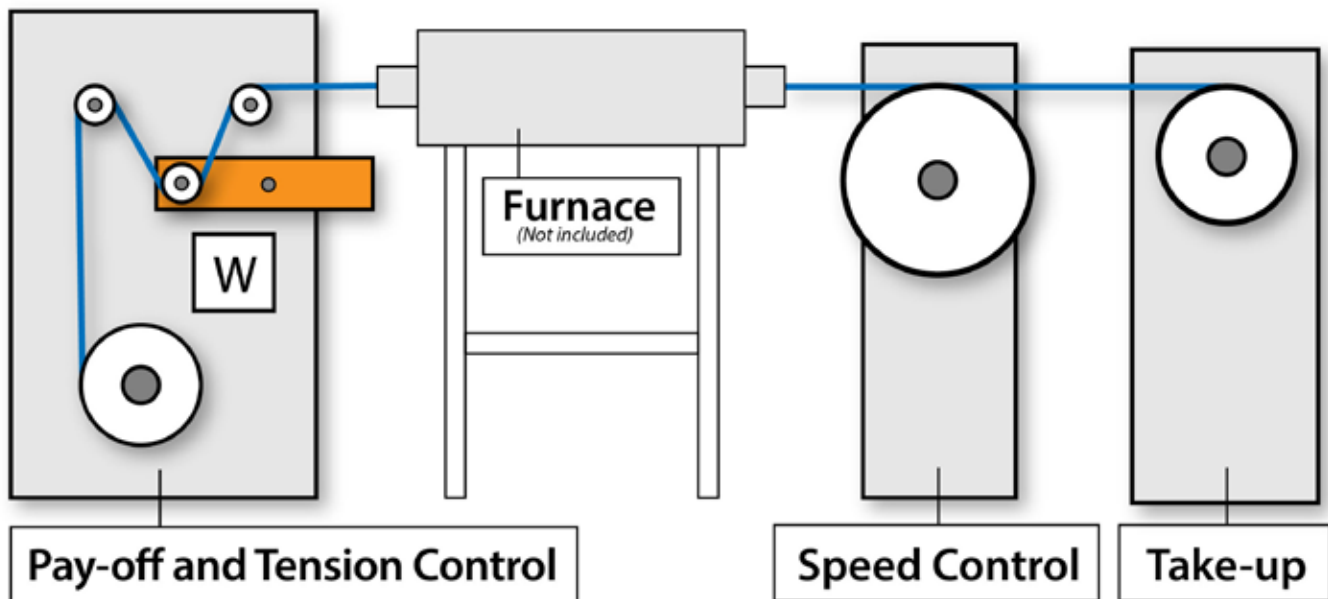 Furnace
(Not included)
W
Pay-off and Tension Control
Speed Control
Take-up